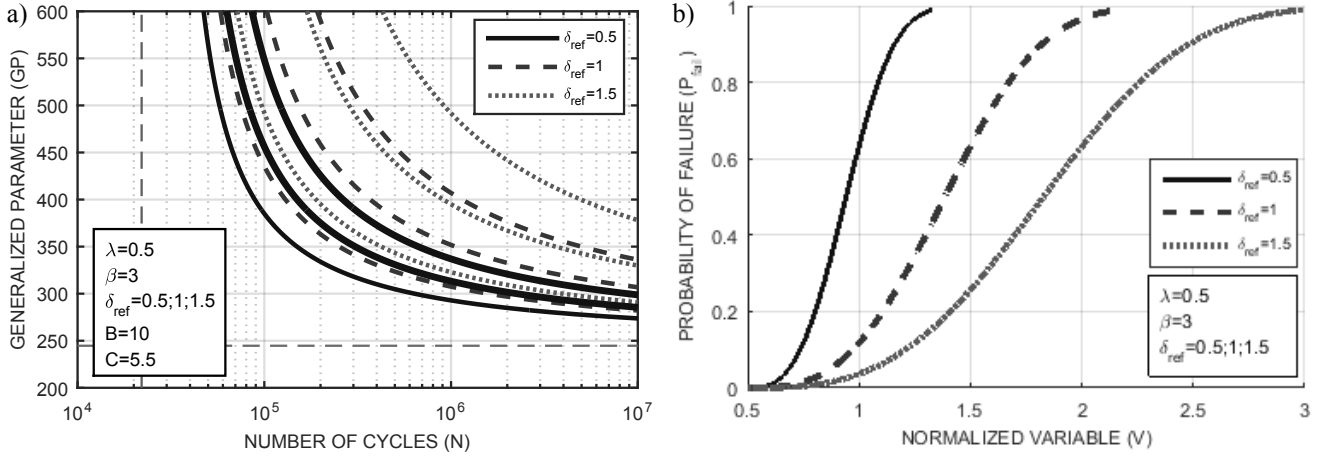 a)
600
550
500
450
400
350
300
250
200
GENERALIZED PARAMETER (GP)
δref=0.5
δref=1
δref=1.5
λ=0.5
β=3
δref=0.5;1;1.5
B=10
C=5.5
10^4 10^5 10^6 10^7
NUMBER OF CYCLES (N)
b)
1
0.8
0.6
0.4
0.2
0
PROBABILITY OF FAILURE (Pfail)
δref=0.5
δref=1
δref=1.5
λ=0.5
β=3
δref=0.5;1;1.5
0.5 1 1.5 2 2.5 3
NORMALIZED VARIABLE (V)